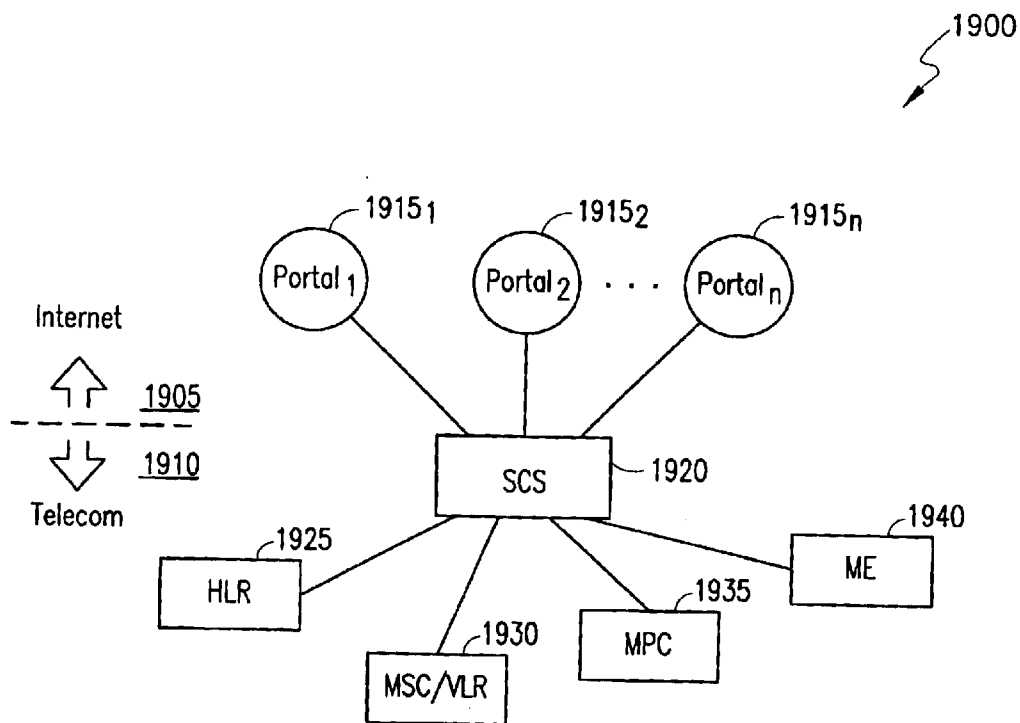 1900
1915₁
1915₂
1915ₙ
Portal₁
Portal₂
. . .
Portalₙ
Internet
1905
1910
Telecom
SCS
1920
1925
HLR
1930
MSC/VLR
1935
MPC
1940
ME